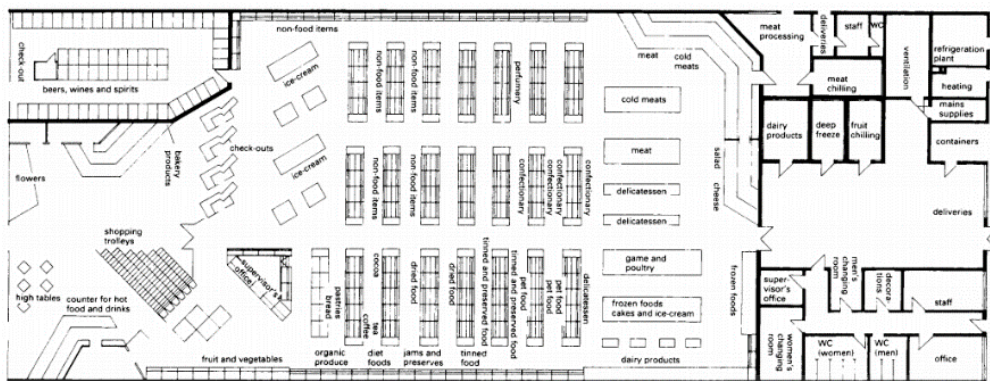 non-food items
meat processing
deliveries
staff
WC
check out
beers, wines and spirits
ice-cream
non-food items
non-food items
perfumery
meat
cold meats
ventilation
refrigeration plant
meat chilling
heating
cold meats
mains supplies
dairy products
deep freeze
fruit chilling
containers
bakery products
check-outs
ice-cream
meat
salad
cheese
flowers
non-food items
non-food items
confectionary
confectionary
confectionary
confectionary
delicatessen
delicatessen
deliveries
shopping trolleys
high tables
counter for hot food and drinks
supervisor's office
pastries
bread
cocoa
tea
coffee
dried food
dried food
tinned and preserved food
tinned and preserved food
tinned and preserved food
pet food
pet food
pet food
delicatessen
game and poultry
frozen foods
cakes and ice-cream
frozen foods
supervisor's office
men's changing room
decorations
staff
women's changing room
WC (women)
WC (men)
office
fruit and vegetables
organic produce
diet foods
jams and preserves
tinned food
dairy products